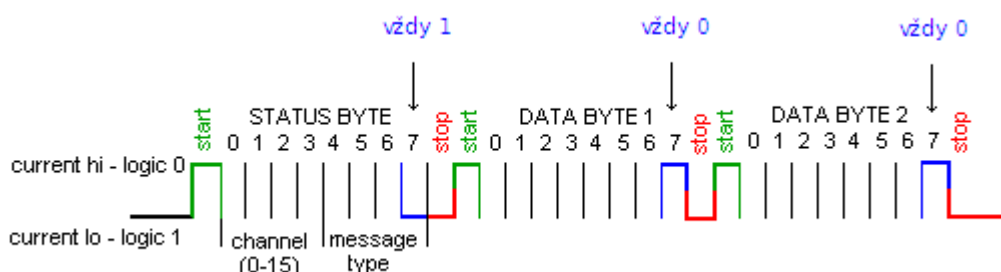 vždy 1 vždy 0 vždy 0
STATUS BYTE DATA BYTE 1 DATA BYTE 2
start 0 1 2 3 4 5 6 7 stop start 0 1 2 3 4 5 6 7 stop start 0 1 2 3 4 5 6 7 stop
current hi - logic 0
current lo - logic 1
channel
(0-15)
message
type